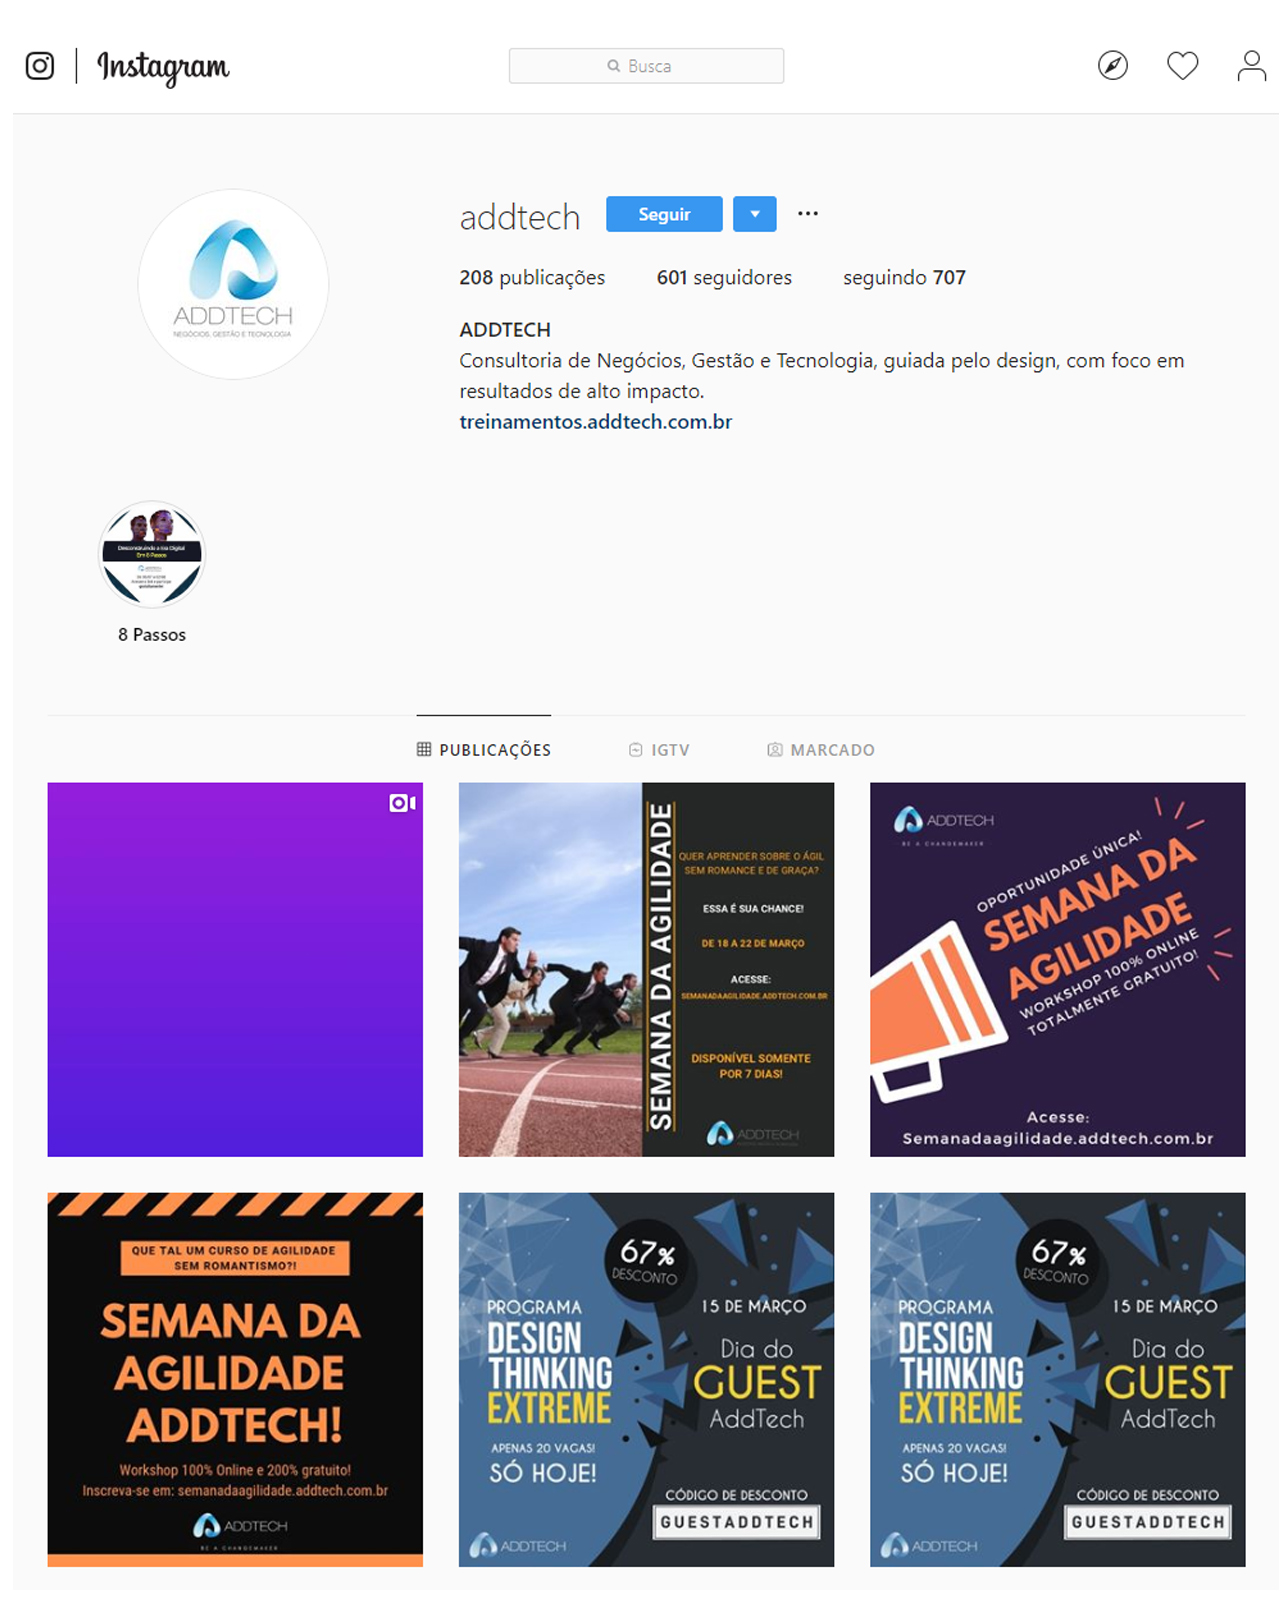 Instagram
Busca
addtech
Seguir
208 publicações
601 seguidores
seguindo 707
ADDTECH
Consultoria de Negócios, Gestão e Tecnologia, guiada pelo design, com foco em
resultados de alto impacto.
treinamentos.addtech.com.br
ADDTECH
NEGÓCIOS, GESTÃO E TECNOLOGIA
Desconstruindo a Era Digital
Em 8 Passos
8 Passos
PUBLICAÇÕES
IGTV
MARCADO
SEMANA DA AGILIDADE
QUER APRENDER SOBRE O ÁGIL
SEM ROMANCE E DE GRAÇA?
ESSA É SUA CHANCE!
DE 18 A 22 DE MARÇO
ACESSE:
SEMANADAAGILIDADE.ADDTECH.COM.BR
DISPONÍVEL SOMENTE
POR 7 DIAS!
ADDTECH
ADDTECH
BE A CHANGEMAKER
OPORTUNIDADE ÚNICA!
SEMANA DA
AGILIDADE
WORKSHOP 100% ONLINE
TOTALMENTE GRATUITO!
Acesse:
Semanadaagilidade.addtech.com.br
QUE TAL UM CURSO DE AGILIDADE
SEM ROMANTISMO?!
SEMANA DA
AGILIDADE
ADDTECH!
Workshop 100% Online e 200% gratuito!
Inscreva-se em: semanadaagilidade.addtech.com.br
ADDTECH
BE A CHANGEMAKER
67%
DESCONTO
PROGRAMA
DESIGN
THINKING
EXTREME
APENAS 20 VAGAS!
SÓ HOJE!
15 DE MARÇO
Dia do
GUEST
AddTech
CÓDIGO DE DESCONTO
GUESTADDTECH
ADDTECH
67%
DESCONTO
PROGRAMA
DESIGN
THINKING
EXTREME
APENAS 20 VAGAS!
SÓ HOJE!
15 DE MARÇO
Dia do
GUEST
AddTech
CÓDIGO DE DESCONTO
GUESTADDTECH
ADDTECH